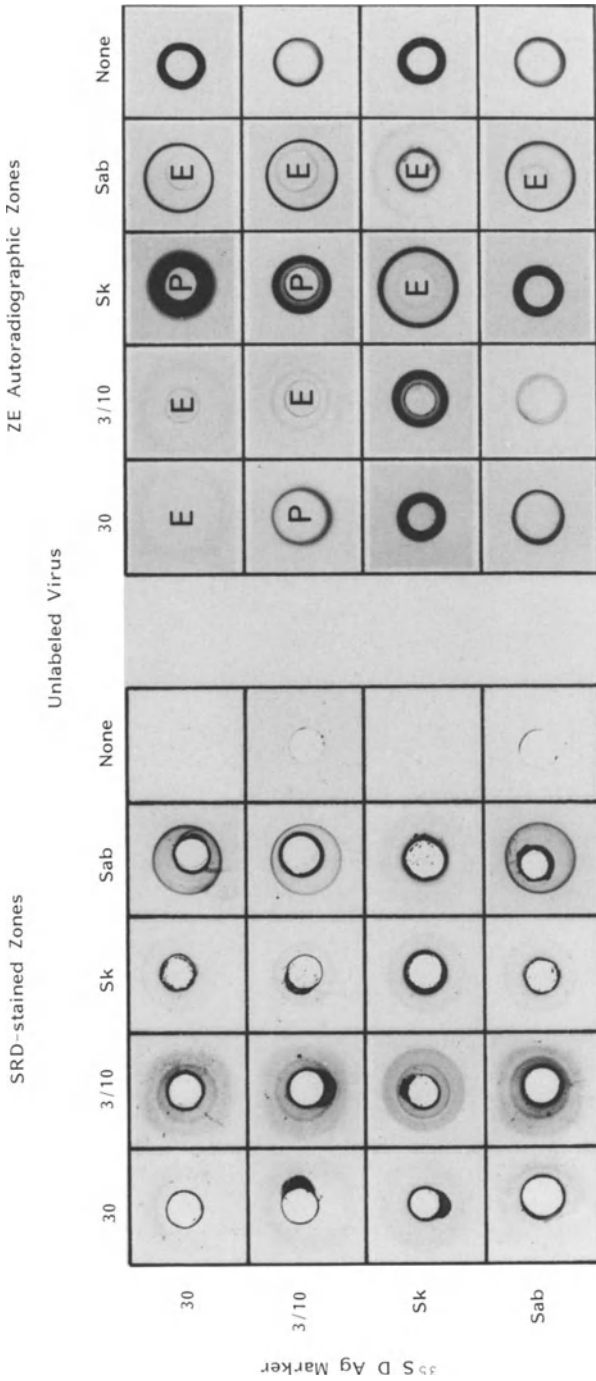 SRD-stained Zones
ZE Autoradiographic Zones
Unlabeled Virus
30 3/10 Sk Sab None 30 3/10 Sk Sab None
³⁵S D Ag Marker
30 E E P E
3/10 P E P E
Sk E E
Sab E